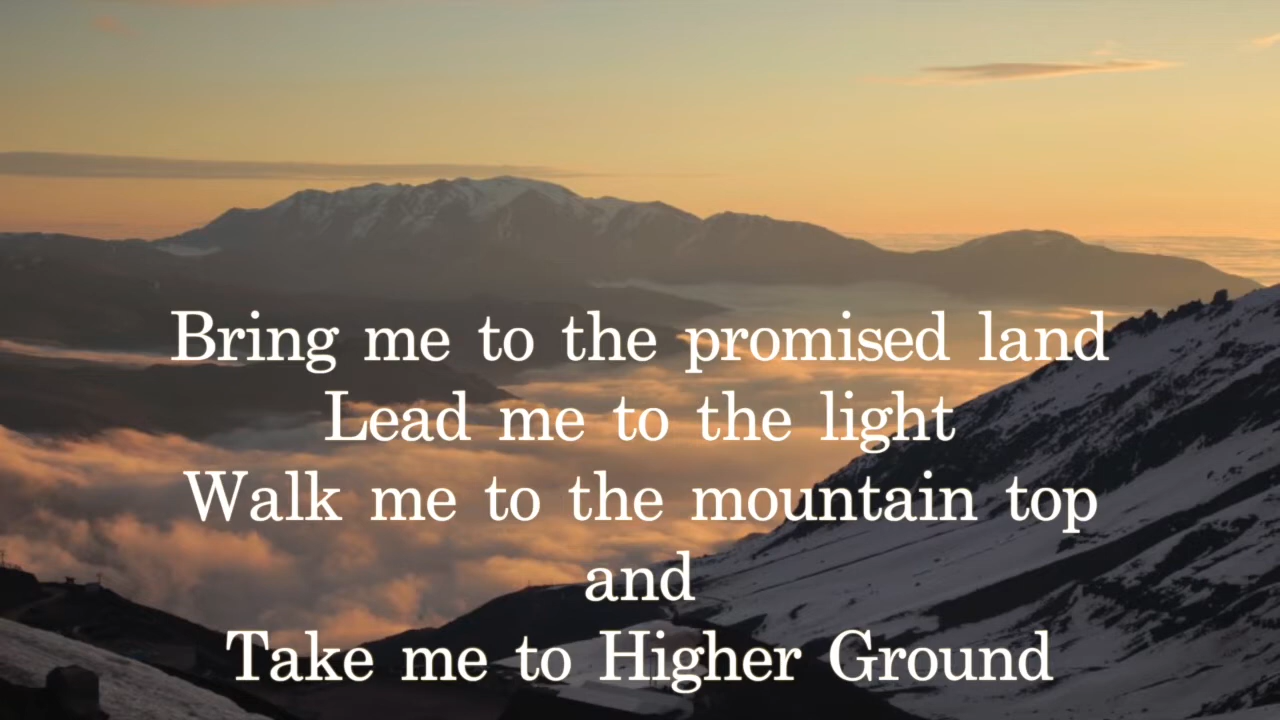 Bring me to the promised land
Lead me to the light
Walk me to the mountain top
and
Take me to Higher Ground